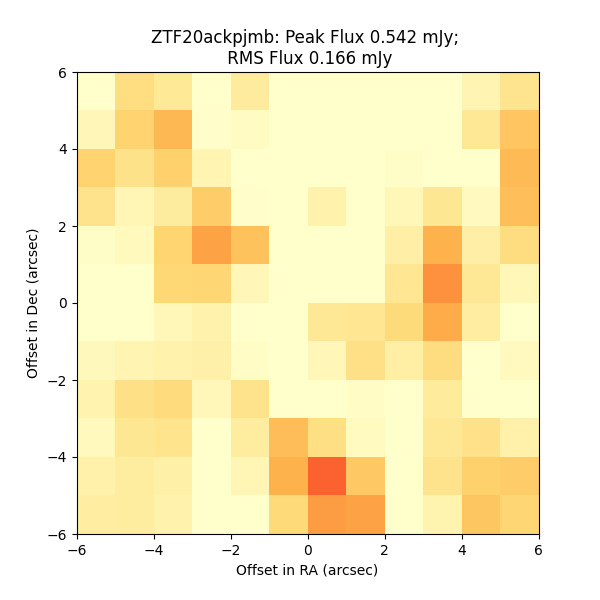 ZTF20ackpjmb: Peak Flux 0.542 mJy;
RMS Flux 0.166 mJy
6
4
2
0
−2
−4
−6
Offset in Dec (arcsec)
−6 −4 −2 0 2 4 6
Offset in RA (arcsec)